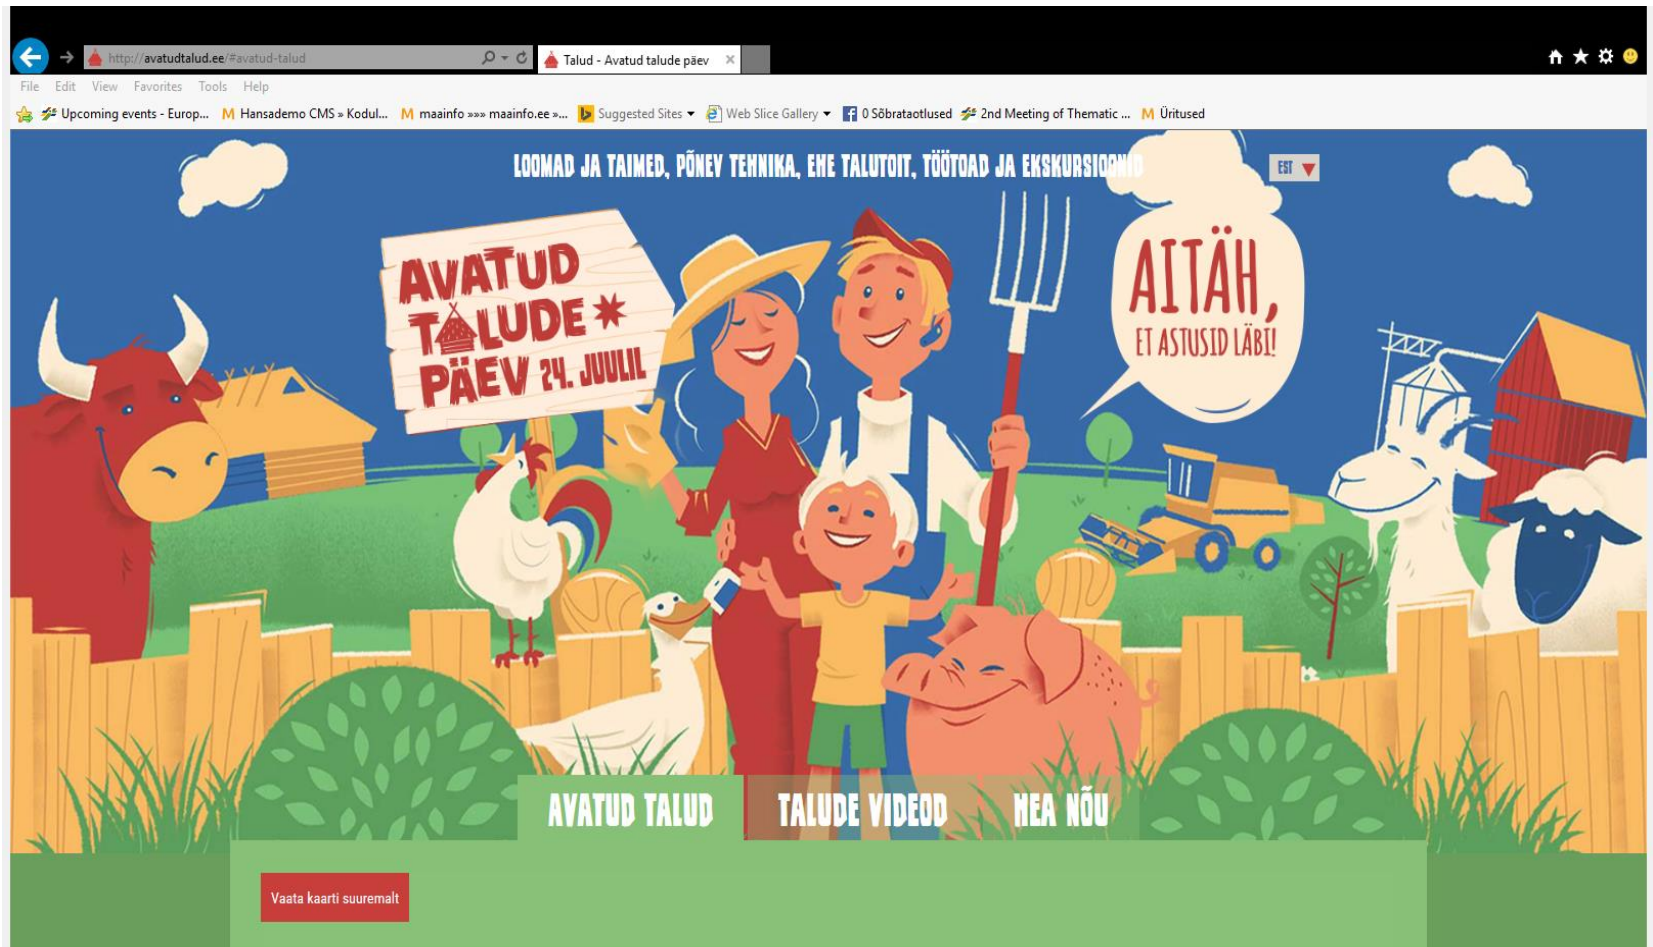 http://avatudtalud.ee/#avatud-talud
Talud - Avatud talude päev
File Edit View Favorites Tools Help
Upcoming events - Europ... Hansademo CMS » Kodul... maainfo »»» maainfo.ee »... Suggested Sites Web Slice Gallery 0 Sõbrataotlused 2nd Meeting of Thematic ... Üritused
LOOMAD JA TAIMED, PÕNEV TEHNIKA, EHE TALUTOIT, TÖÖTOAD JA EKSKURSIOONID
EST
AVATUD
TALUDE
PÄEV 24. JUULIL
AITÄH,
ET ASTUSID LÄBI!
AVATUD TALUD
TALUDE VIDEOD
HEA NÕU
Vaata kaarti suuremalt